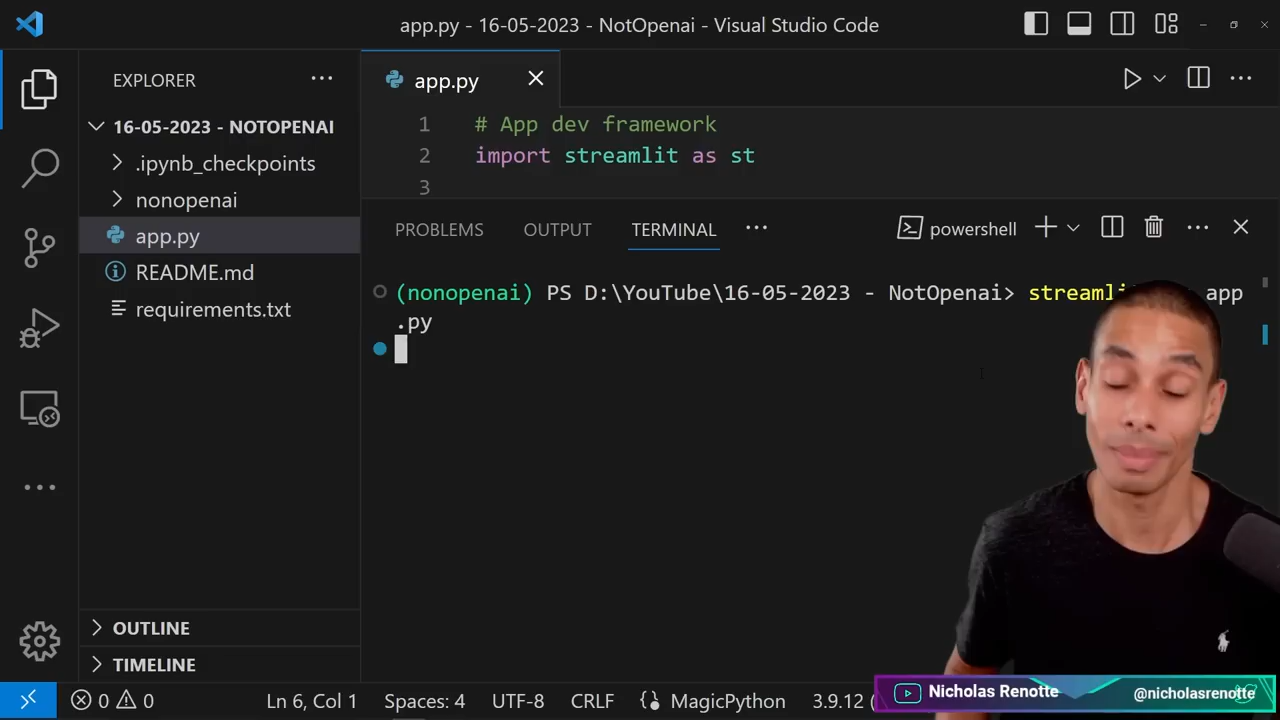 app.py - 16-05-2023 - NotOpenai - Visual Studio Code
EXPLORER
16-05-2023 - NOTOPENAI
.ipynb_checkpoints
nonopenai
app.py
README.md
requirements.txt
OUTLINE
TIMELINE
app.py
1 # App dev framework
2 import streamlit as st
3
PROBLEMS OUTPUT TERMINAL
powershell
(nonopenai) PS D:\YouTube\16-05-2023 - NotOpenai> app
.py
0 0 Ln 6, Col 1 Spaces: 4 UTF-8 CRLF MagicPython 3.9.12 (
Nicholas Renotte @nicholasrenotte